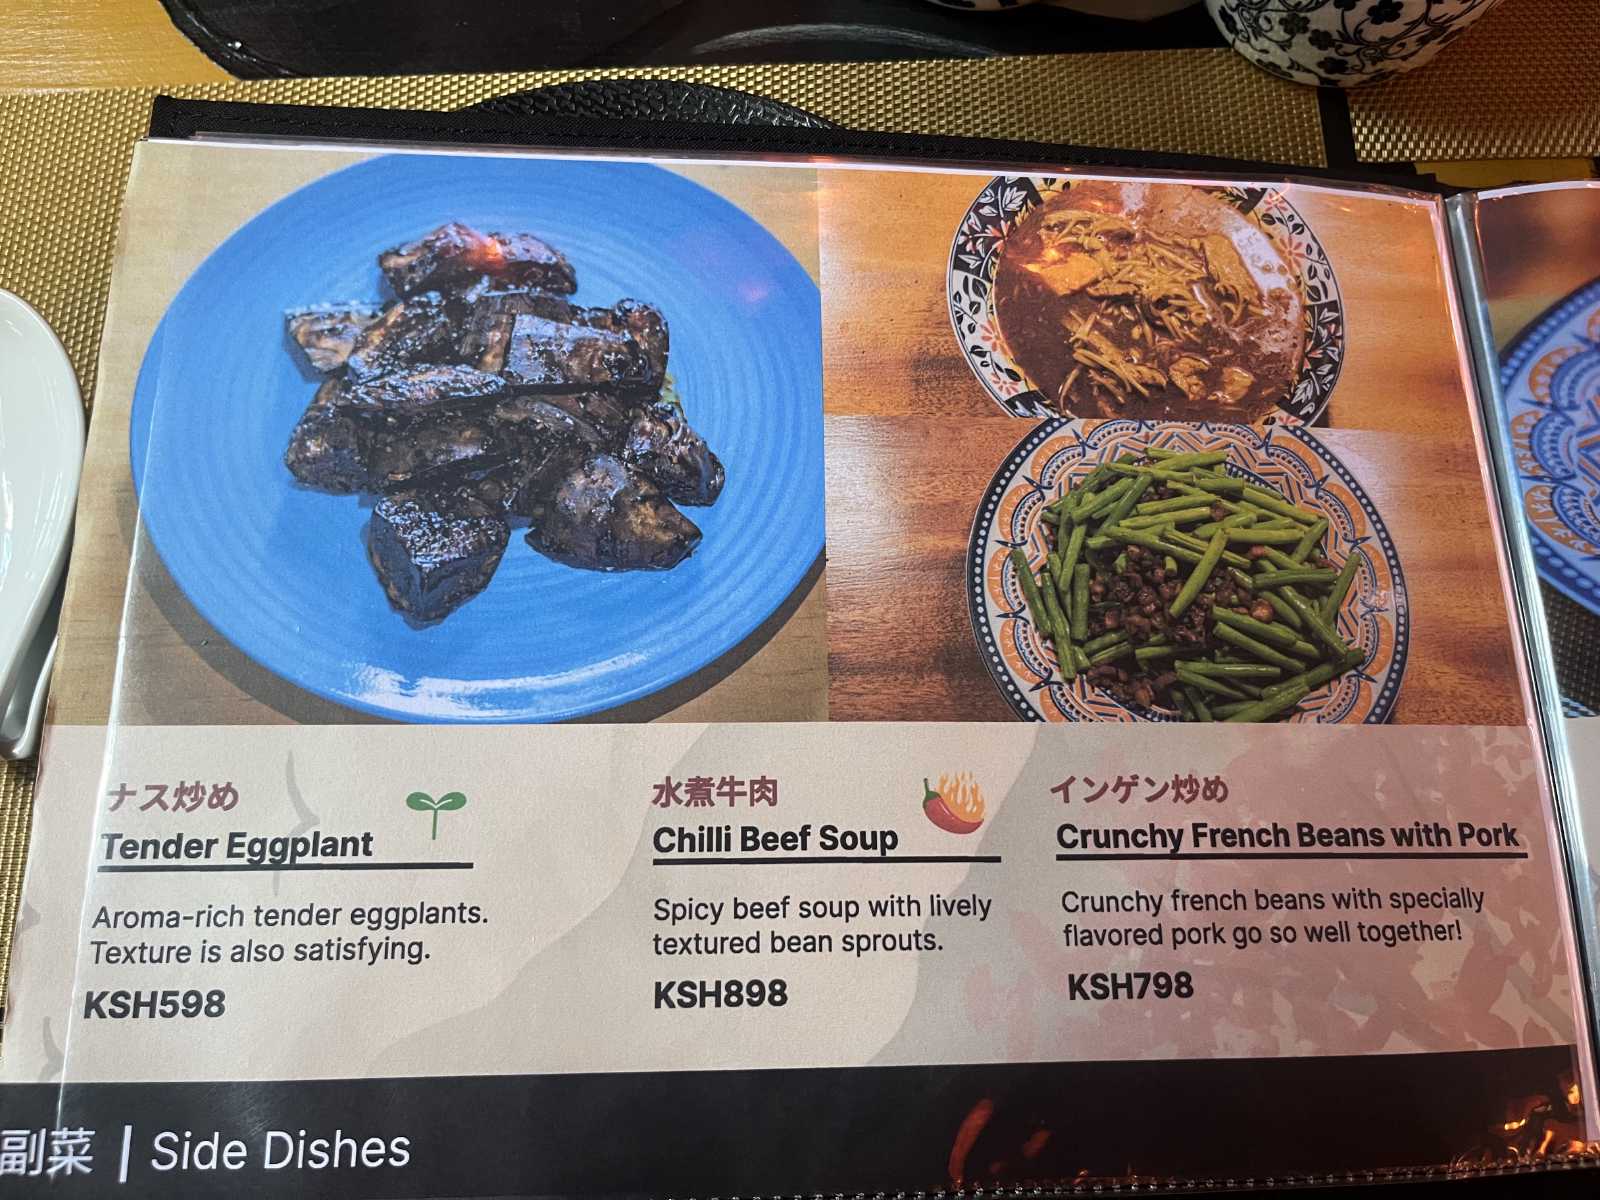 ナス炒め
Tender Eggplant
Aroma-rich tender eggplants.
Texture is also satisfying.
KSH598
水煮牛肉
Chilli Beef Soup
Spicy beef soup with lively
textured bean sprouts.
KSH898
インゲン炒め
Crunchy French Beans with Pork
Crunchy french beans with specially
flavored pork go so well together!
KSH798
副菜 | Side Dishes